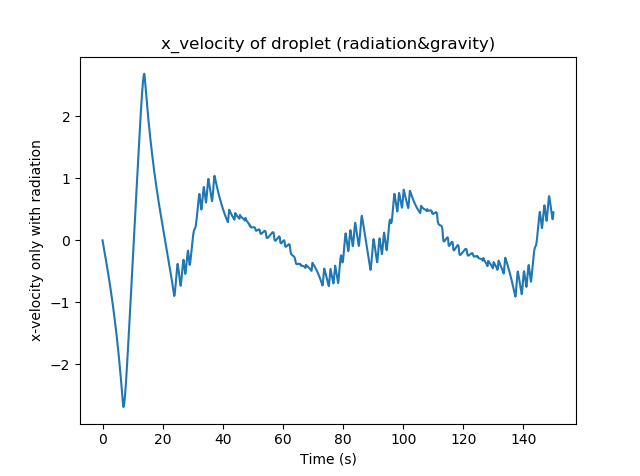 x_velocity of droplet (radiation&gravity)
x-velocity only with radiation
2
1
0
−1
−2
0 20 40 60 80 100 120 140
Time (s)